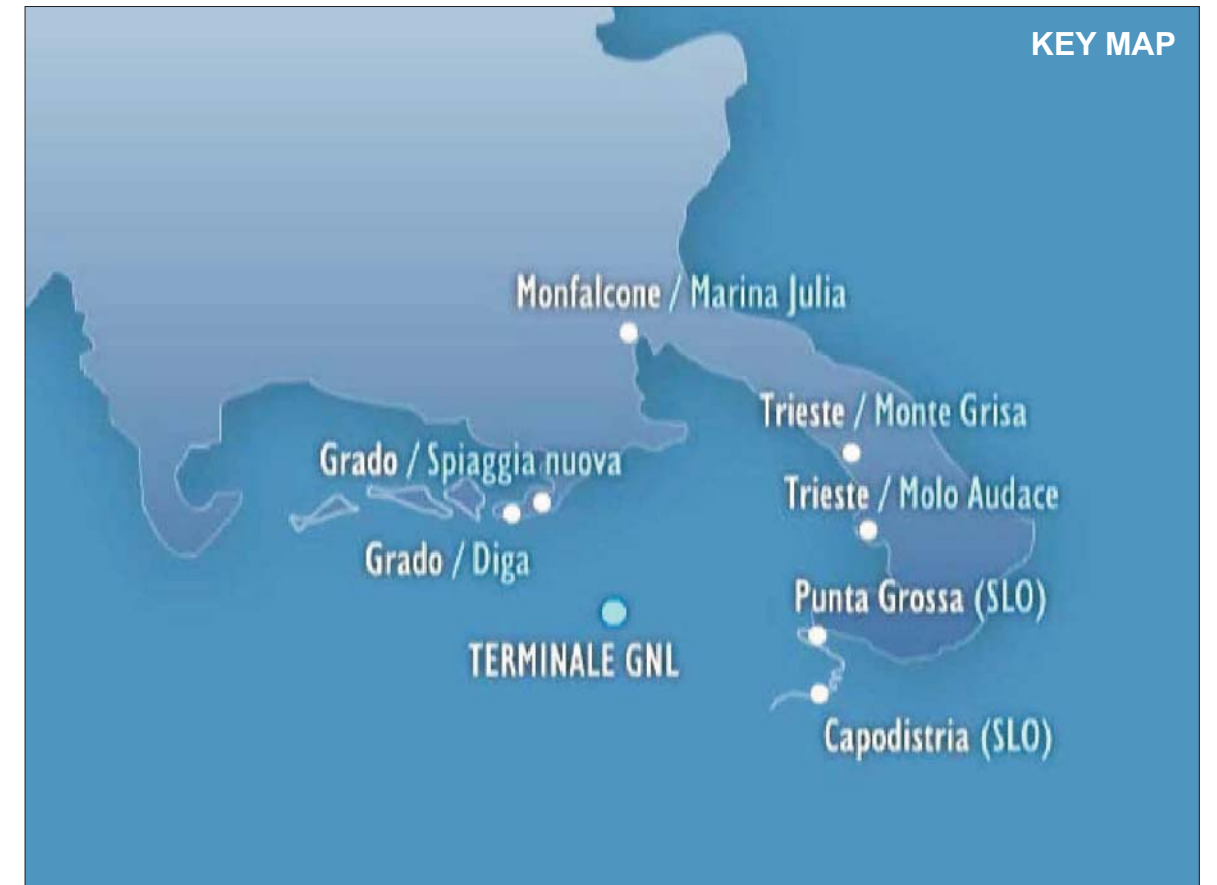 KEY MAP
Monfalcone / Marina Julia
Trieste / Monte Grisa
Grado / Spiaggia nuova
Trieste / Molo Audace
Grado / Diga
Punta Grossa (SLO)
TERMINALE GNL
Capodistria (SLO)